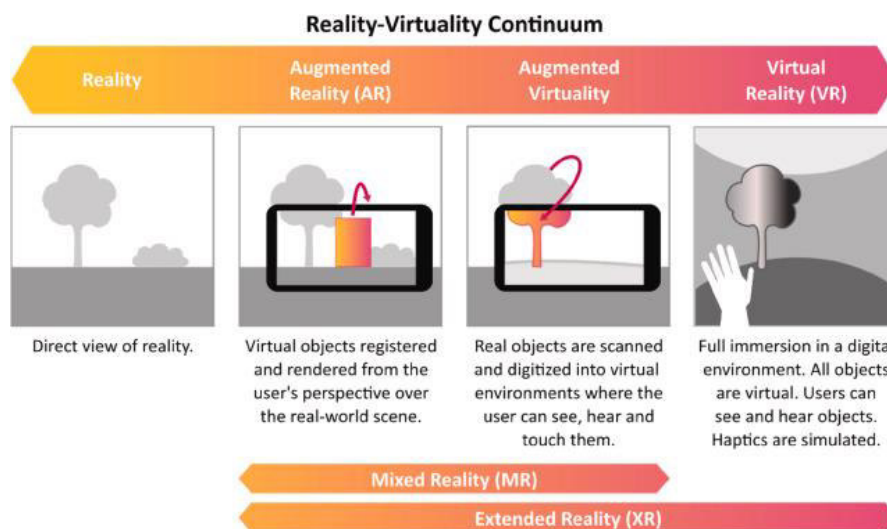 Reality-Virtuality Continuum
Reality
Augmented
Reality (AR)
Augmented
Virtuality
Virtual
Reality (VR)
Direct view of reality.
Virtual objects registered
and rendered from the
user's perspective over
the real-world scene.
Real objects are scanned
and digitized into virtual
environments where the
user can see, hear and
touch them.
Full immersion in a digita
environment. All objects
are virtual. Users can
see and hear objects.
Haptics are simulated.
Mixed Reality (MR)
Extended Reality (XR)